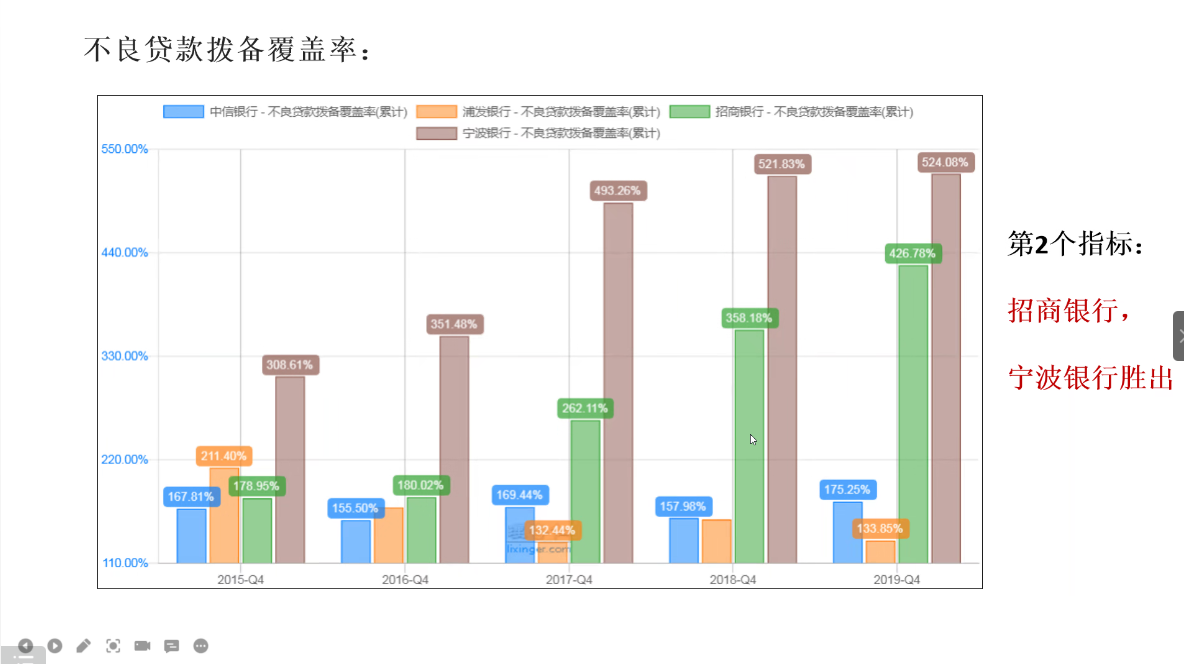 不良贷款拨备覆盖率：
中信银行 - 不良贷款拨备覆盖率(累计) 浦发银行 - 不良贷款拨备覆盖率(累计) 招商银行 - 不良贷款拨备覆盖率(累计)
宁波银行 - 不良贷款拨备覆盖率(累计)
550.00%
440.00%
330.00%
220.00%
110.00%
167.81%
211.40%
178.95%
308.61%
155.50%
180.02%
351.48%
169.44%
132.44%
262.11%
493.26%
157.98%
358.18%
521.83%
175.25%
133.85%
426.78%
524.08%
lixinger.com
2015-Q4 2016-Q4 2017-Q4 2018-Q4 2019-Q4
第2个指标：
招商银行，
宁波银行胜出